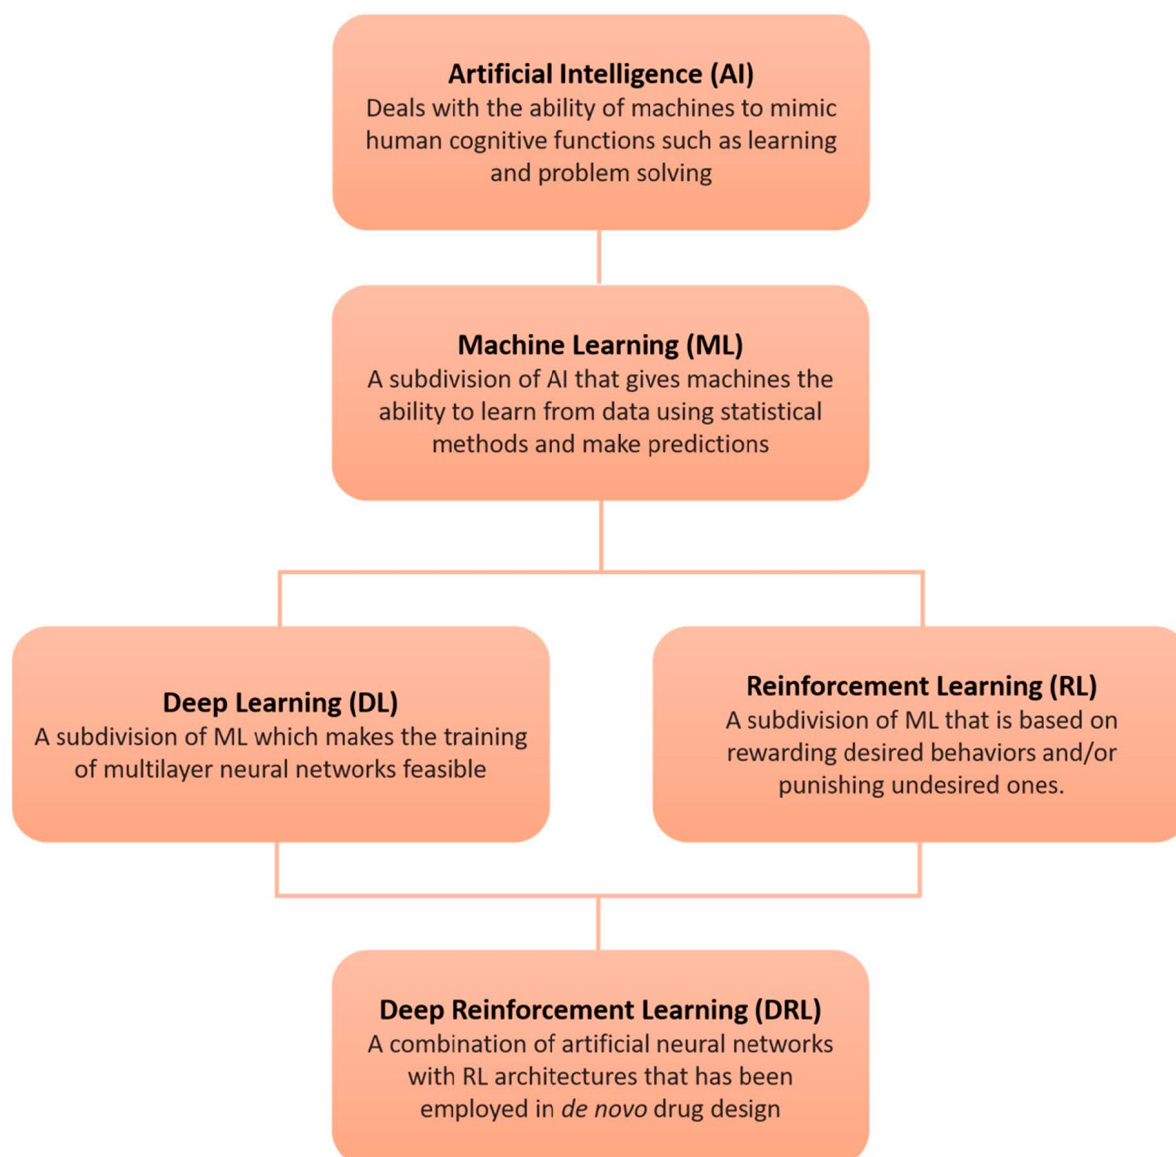 Artificial Intelligence (AI)
Deals with the ability of machines to mimic
human cognitive functions such as learning
and problem solving
Machine Learning (ML)
A subdivision of AI that gives machines the
ability to learn from data using statistical
methods and make predictions
Deep Learning (DL)
A subdivision of ML which makes the training
of multilayer neural networks feasible
Reinforcement Learning (RL)
A subdivision of ML that is based on
rewarding desired behaviors and/or
punishing undesired ones.
Deep Reinforcement Learning (DRL)
A combination of artificial neural networks
with RL architectures that has been
employed in de novo drug design